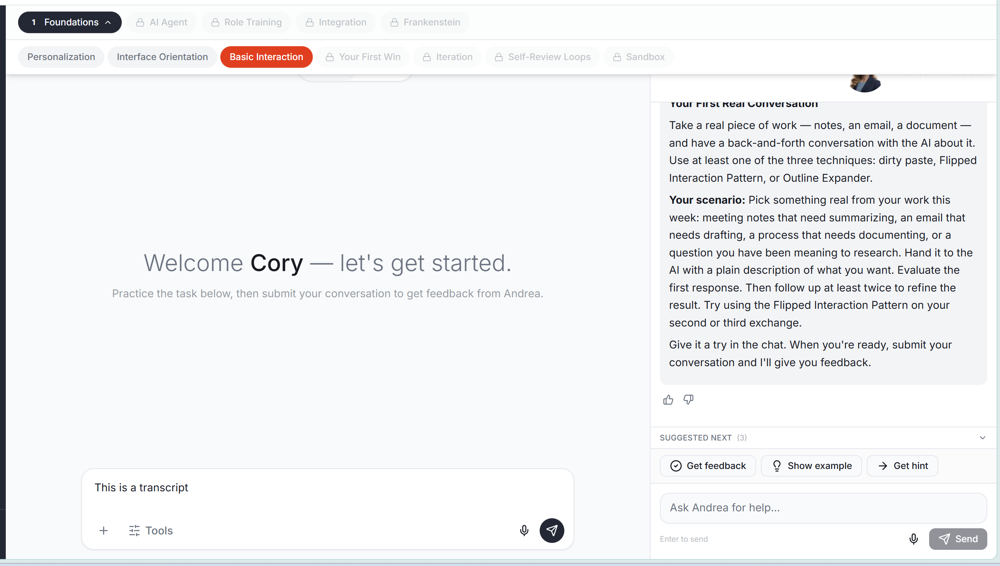 1 Foundations
AI Agent
Role Training
Integration
Frankenstein
Personalization
Interface Orientation
Basic Interaction
Your First Win
Iteration
Self-Review Loops
Sandbox
Welcome Cory — let's get started.
Practice the task below, then submit your conversation to get feedback from Andrea.
This is a transcript
Tools
Your First Real Conversation
Take a real piece of work — notes, an email, a document —
and have a back-and-forth conversation with the AI about it.
Use at least one of the three techniques: dirty paste, Flipped
Interaction Pattern, or Outline Expander.
Your scenario: Pick something real from your work this
week: meeting notes that need summarizing, an email that
needs drafting, a process that needs documenting, or a
question you have been meaning to research. Hand it to the
AI with a plain description of what you want. Evaluate the
first response. Then follow up at least twice to refine the
result. Try using the Flipped Interaction Pattern on your
second or third exchange.
Give it a try in the chat. When you're ready, submit your
conversation and I'll give you feedback.
SUGGESTED NEXT (3)
Get feedback
Show example
Get hint
Ask Andrea for help...
Enter to send
Send